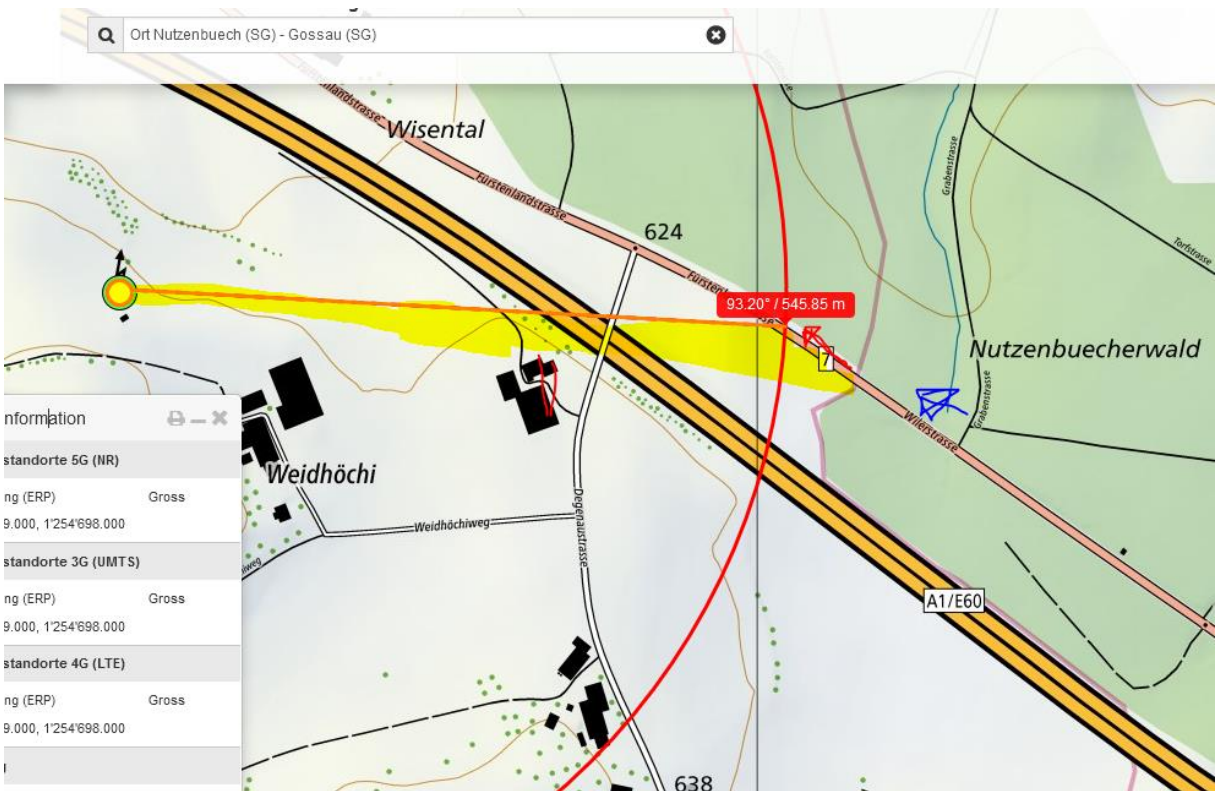 Ort Nutzenbuech (SG) - Gossau (SG)
Fürstenlandstrasse
Wisental
Fürstenlandstrasse
Grabenstrasse
624
Torfstrasse
93.20° / 545.85 m
7
Nutzenbuecherwald
Grabenstrasse
Wilerstrasse
nformation
standorte 5G (NR)
ng (ERP) Gross
9.000, 1'254'698.000
standorte 3G (UMTS)
ng (ERP) Gross
9.000, 1'254'698.000
standorte 4G (LTE)
ng (ERP) Gross
9.000, 1'254'698.000
Weidhöchi
Weidhöchiweg
Degenaustrasse
A1/E60
638